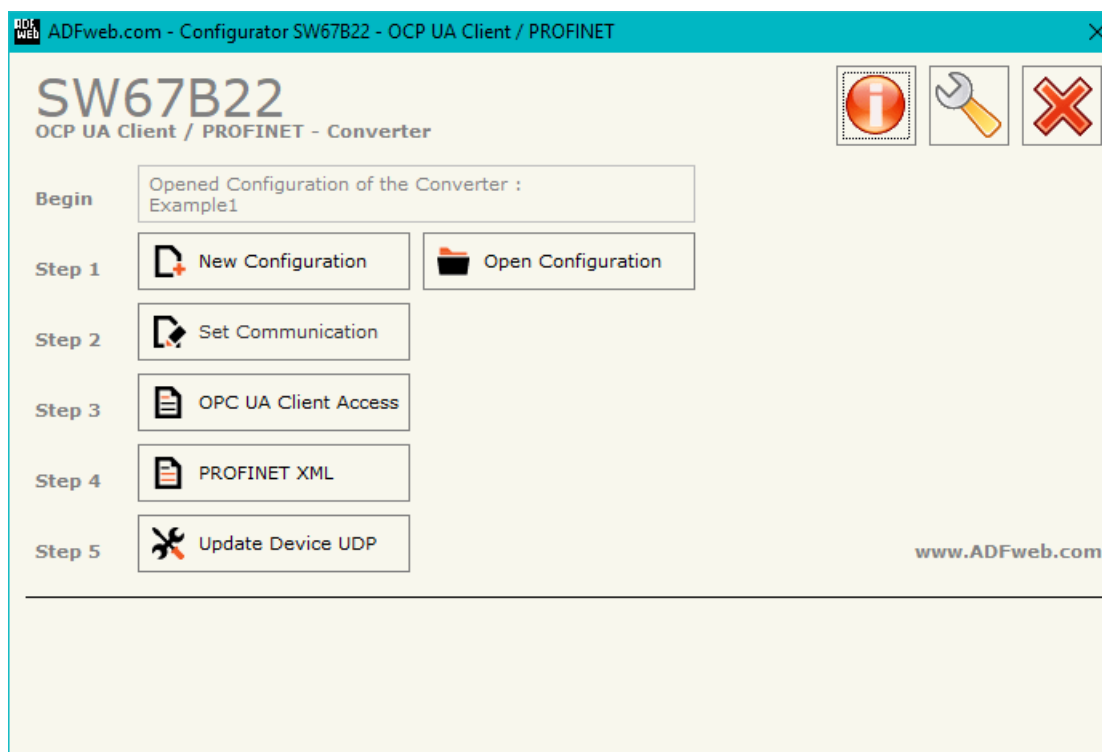 ADF web ADFweb.com - Configurator SW67B22 - OCP UA Client / PROFINET
SW67B22
OCP UA Client / PROFINET - Converter
Begin
Opened Configuration of the Converter :
Example1
Step 1
New Configuration
Open Configuration
Step 2
Set Communication
Step 3
OPC UA Client Access
Step 4
PROFINET XML
Step 5
Update Device UDP
www.ADFweb.com